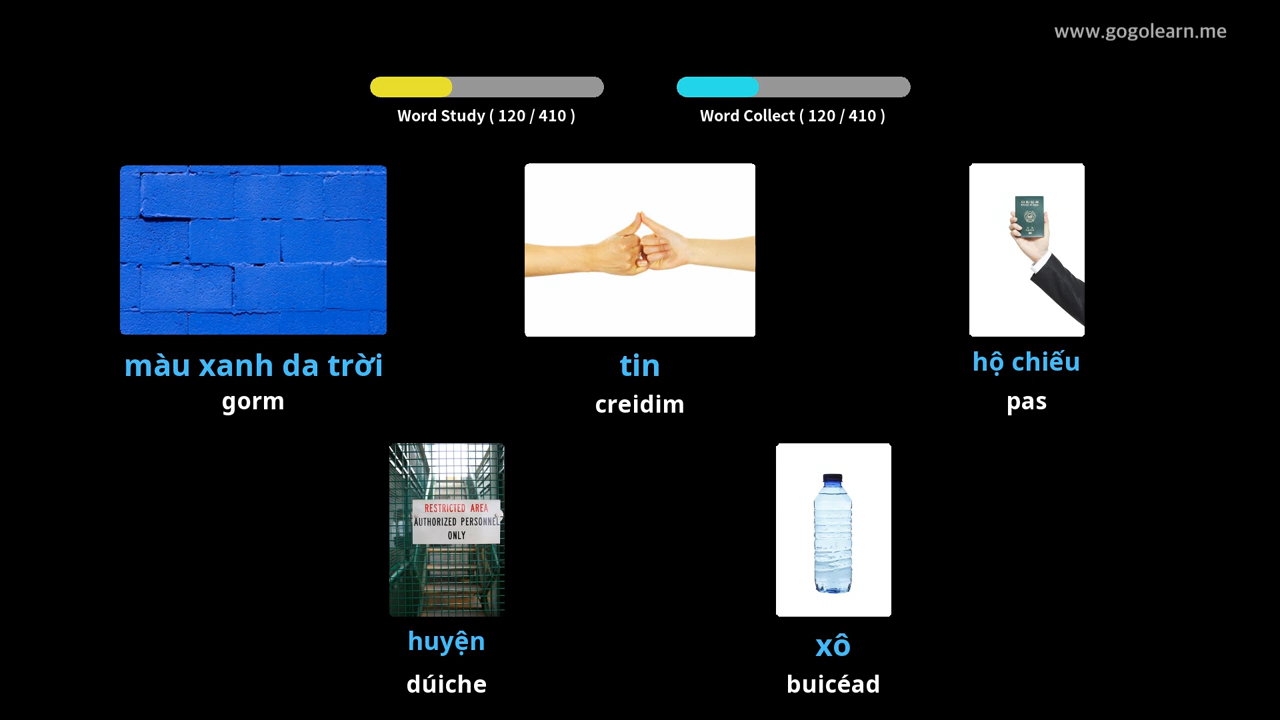 www.gogolearn.me
Word Study ( 120 / 410 )
Word Collect ( 120 / 410 )
màu xanh da trời
gorm
tin
creidim
hộ chiếu
pas
RESTRICTED AREA
AUTHORIZED PERSONNEL
ONLY
huyện
dúiche
xô
buicéad